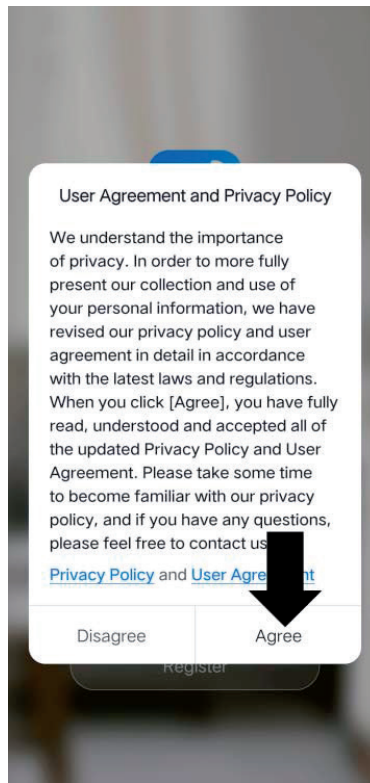 User Agreement and Privacy Policy
We understand the importance
of privacy. In order to more fully
present our collection and use of
your personal information, we have
revised our privacy policy and user
agreement in detail in accordance
with the latest laws and regulations.
When you click [Agree], you have fully
read, understood and accepted all of
the updated Privacy Policy and User
Agreement. Please take some time
to become familiar with our privacy
policy, and if you have any questions,
please feel free to contact us
Privacy Policy and User Agreement
Disagree
Agree
Register